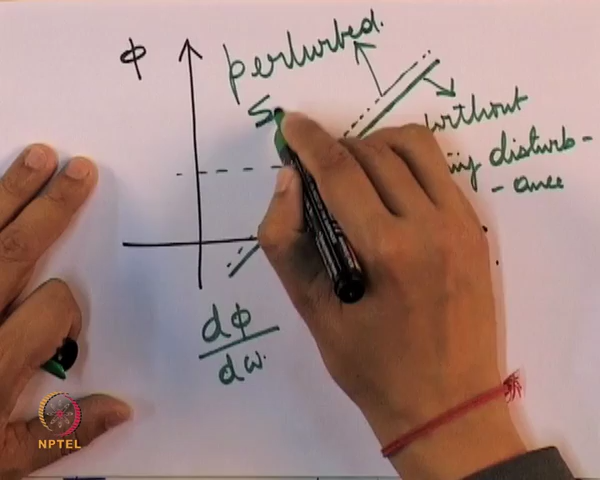 Φ
perturbed.
S
without
disturb-
-ance
dΦ
dω.
NPTEL